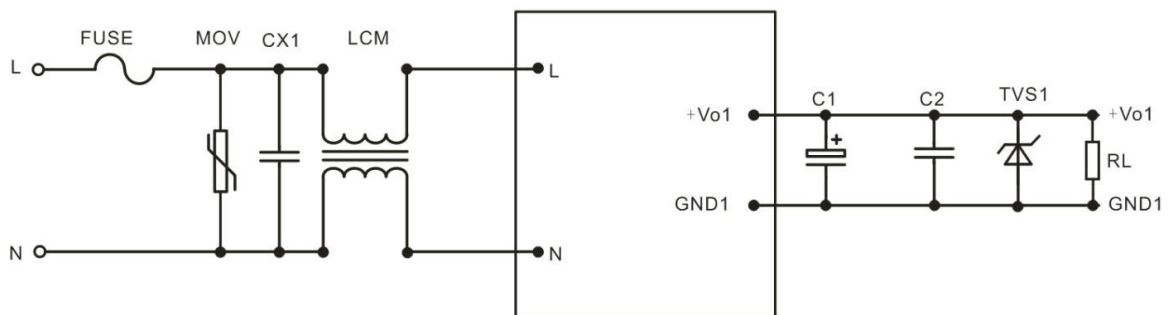 FUSE MOV CX1 LCM
L L
+Vo1 C1 C2 TVS1 +Vo1
+
RL
GND1 GND1
N N